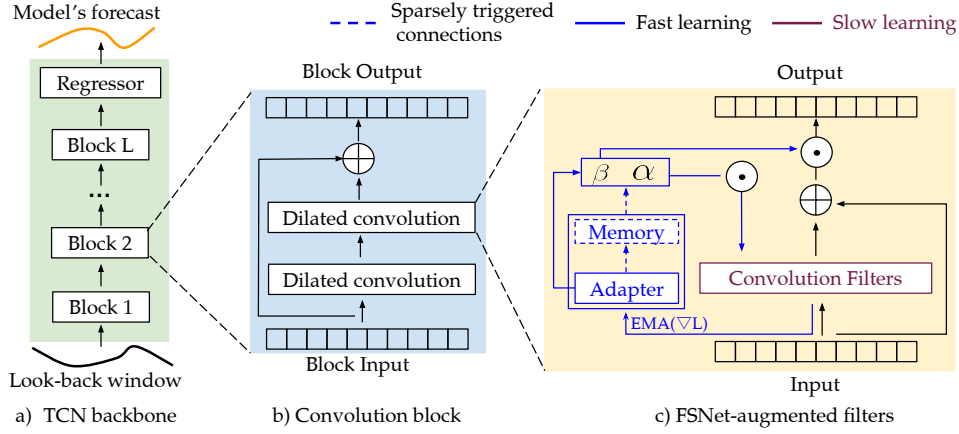 Model's forecast
Sparsely triggered
connections
Fast learning
Slow learning
Regressor
Block L
...
Block 2
Block 1
Look-back window
a) TCN backbone
Block Output
Dilated convolution
Dilated convolution
Block Input
b) Convolution block
Output
β α
Memory
Adapter
Convolution Filters
EMA(▽L)
Input
c) FSNet-augmented filters